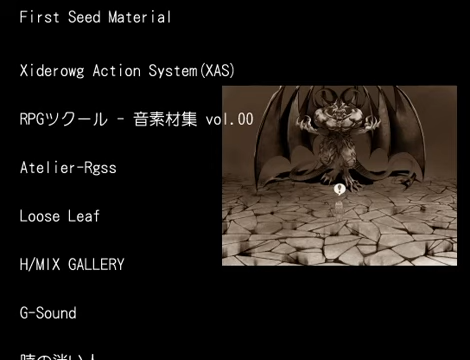 First Seed Material
Xiderowg Action System(XAS)
RPGツクール - 音素材集 vol.00
Atelier-Rgss
Loose Leaf
H/MIX GALLERY
G-Sound